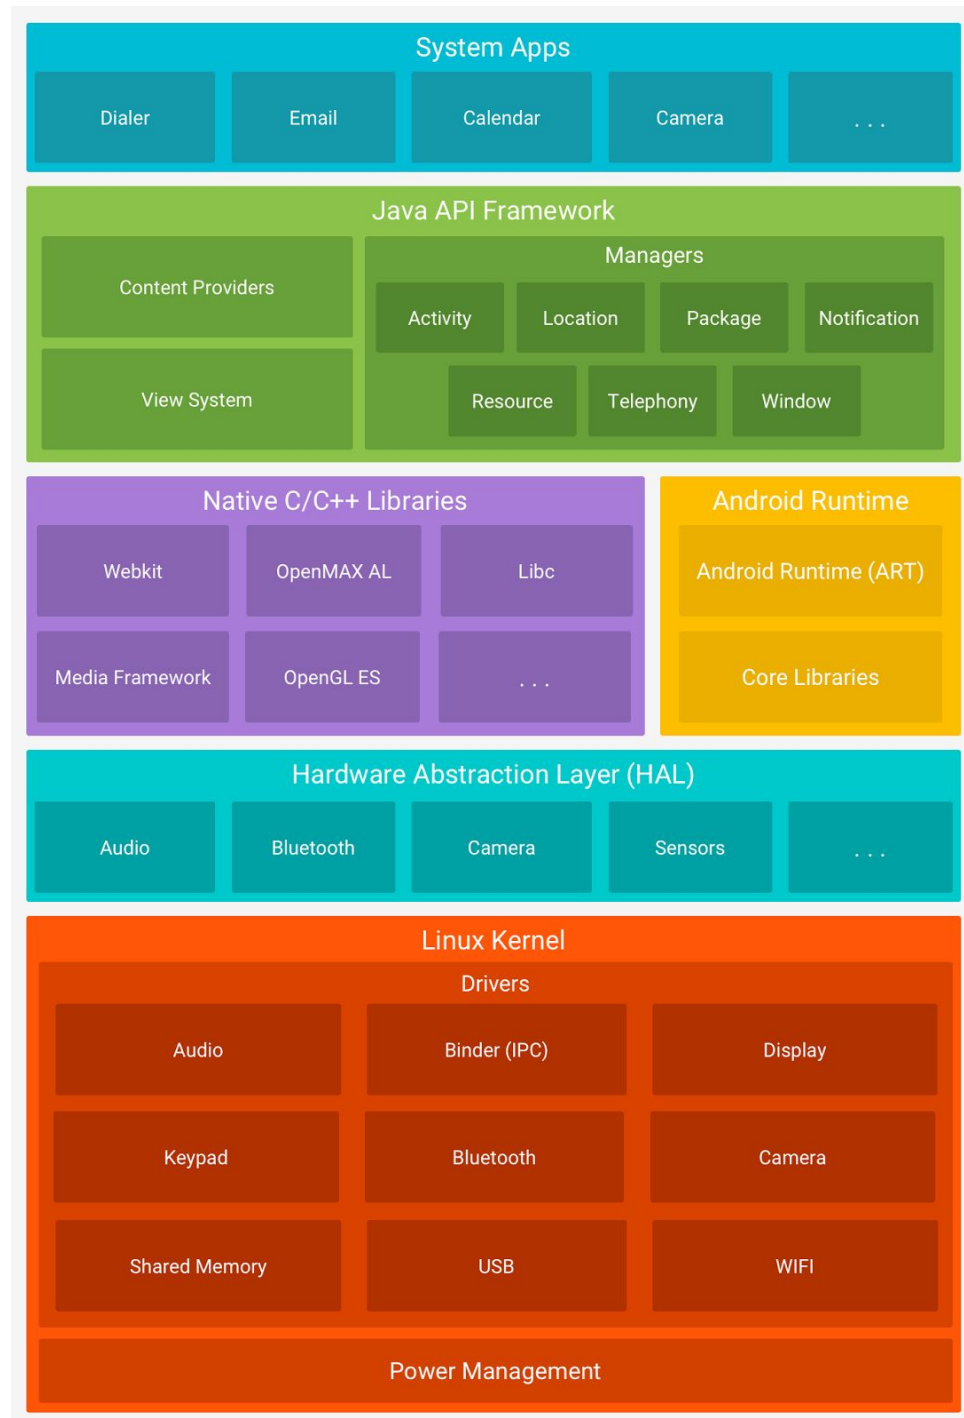 System Apps
Dialer
Email
Calendar
Camera
. . .
Java API Framework
Content Providers
View System
Managers
Activity
Location
Package
Notification
Resource
Telephony
Window
Native C/C++ Libraries
Webkit
OpenMAX AL
Libc
Media Framework
OpenGL ES
. . .
Android Runtime
Android Runtime (ART)
Core Libraries
Hardware Abstraction Layer (HAL)
Audio
Bluetooth
Camera
Sensors
. . .
Linux Kernel
Drivers
Audio
Binder (IPC)
Display
Keypad
Bluetooth
Camera
Shared Memory
USB
WIFI
Power Management